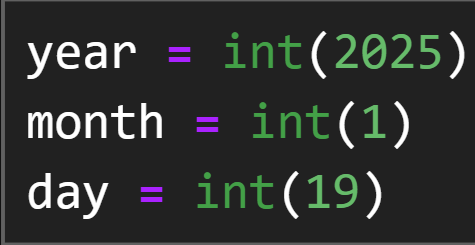 year = int(2025)
month = int(1)
day = int(19)